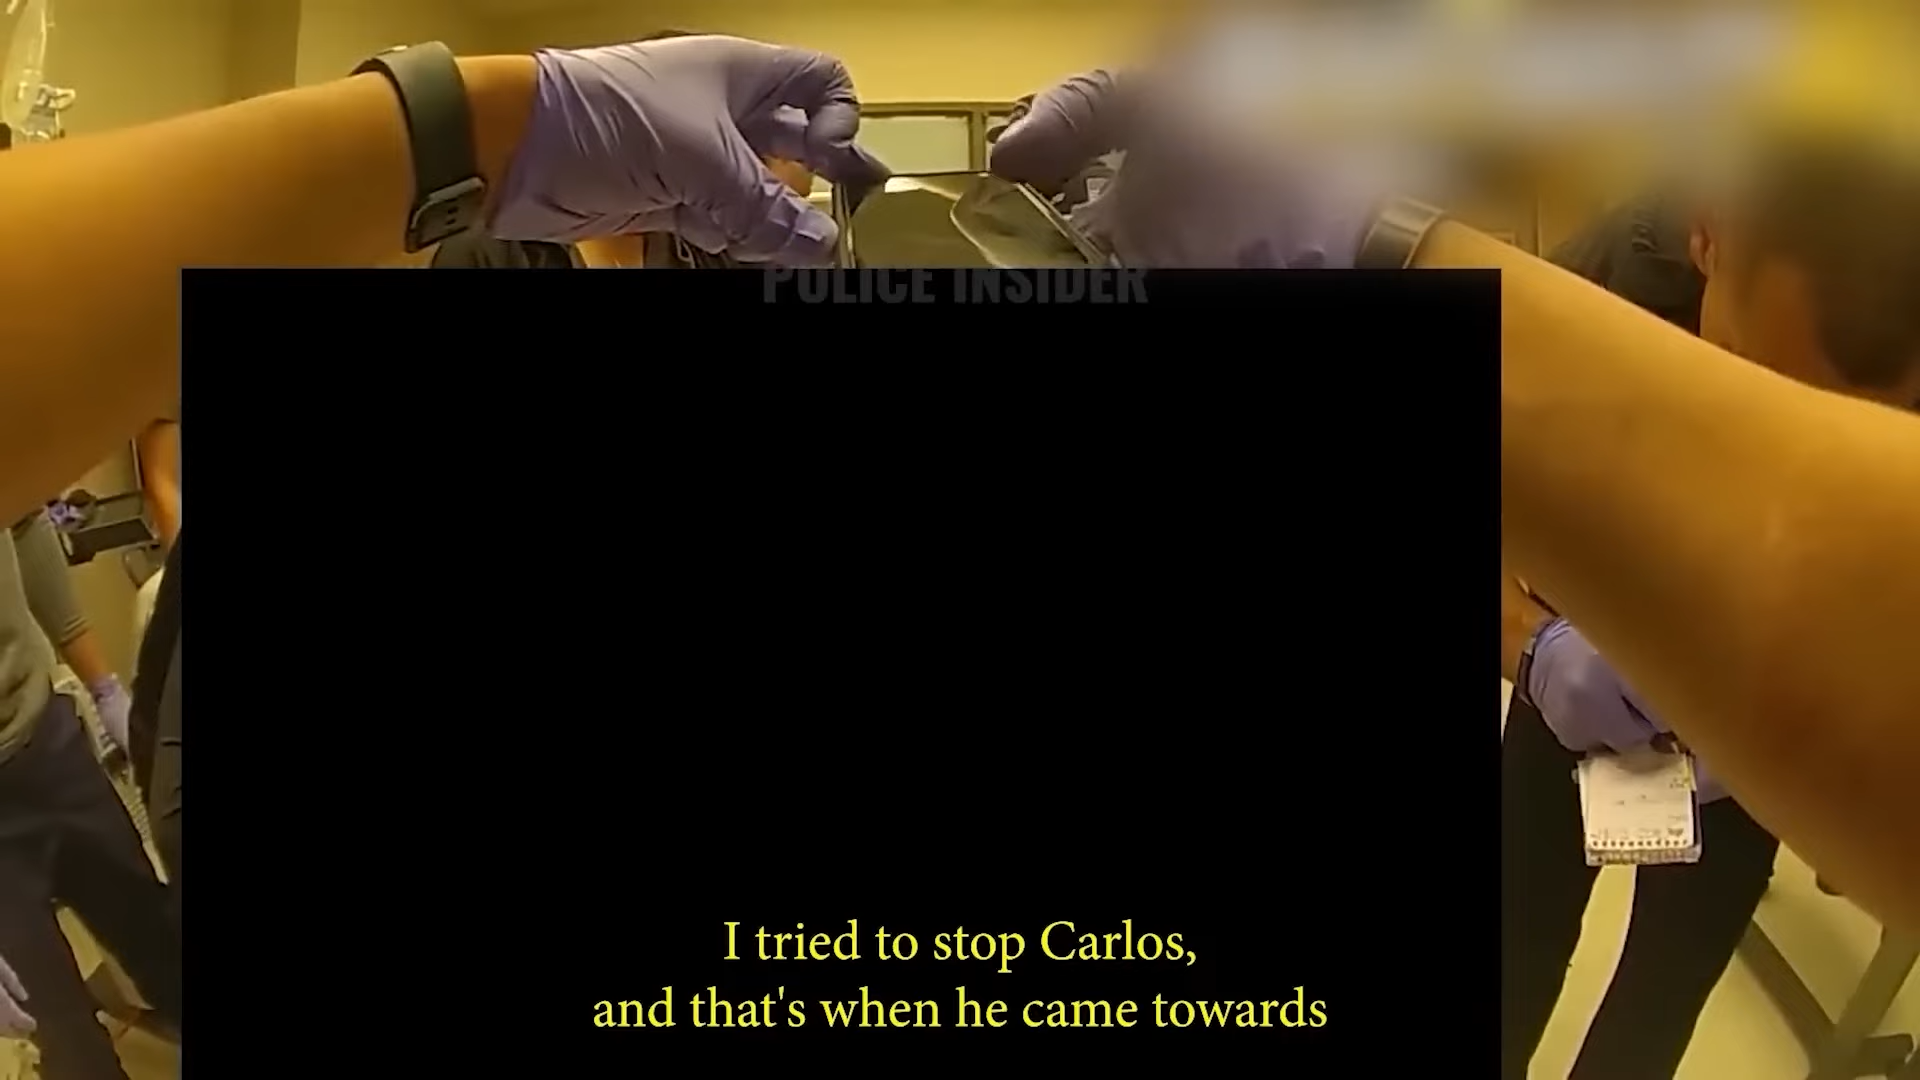 POLICE INSIDER
I tried to stop Carlos,
and that's when he came towards